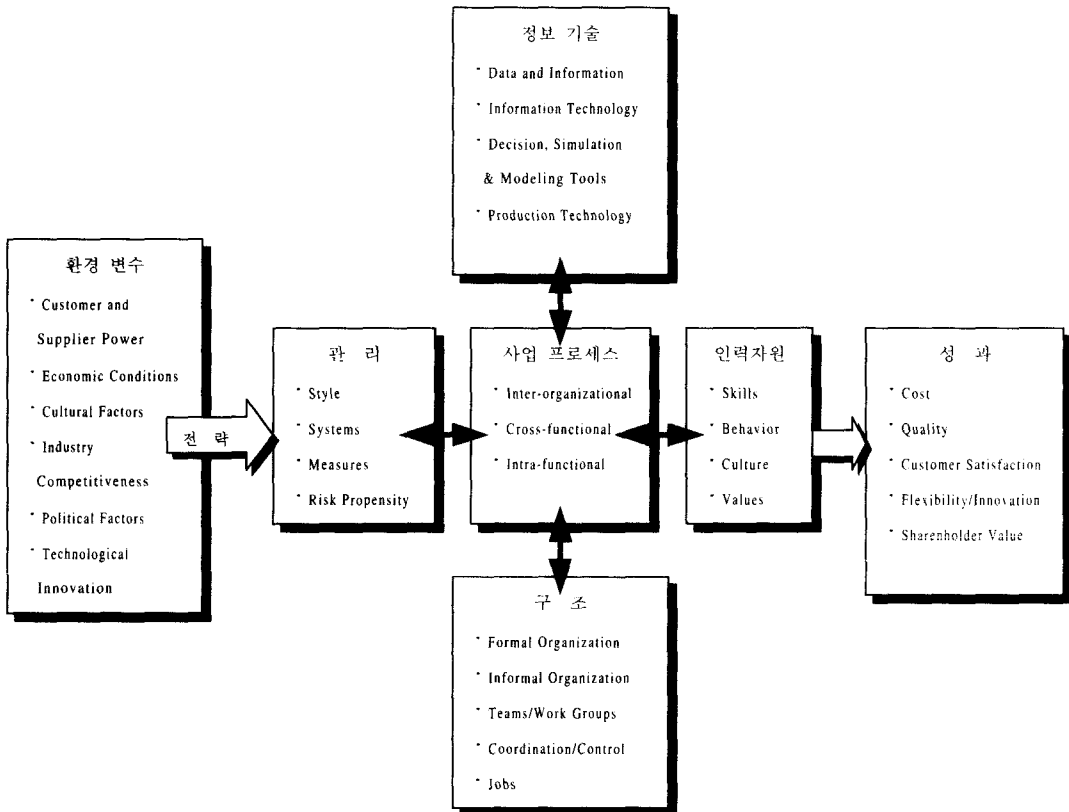 정보 기술
* Data and Information
* Information Technology
* Decision, Simulation
& Modeling Tools
* Production Technology
환경 변수
* Customer and
Supplier Power
* Economic Conditions
* Cultural Factors
* Industry
Competitiveness
* Political Factors
* Technological
Innovation
전 략
관 리
* Style
* Systems
* Measures
* Risk Propensity
사업 프로세스
* Inter-organizational
* Cross-functional
* Intra-functional
인력자원
* Skills
* Behavior
* Culture
* Values
성 과
* Cost
* Quality
* Customer Satisfaction
* Flexibility/Innovation
* Sharenholder Value
구 조
* Formal Organization
* Informal Organization
* Teams/Work Groups
* Coordination/Control
* Jobs